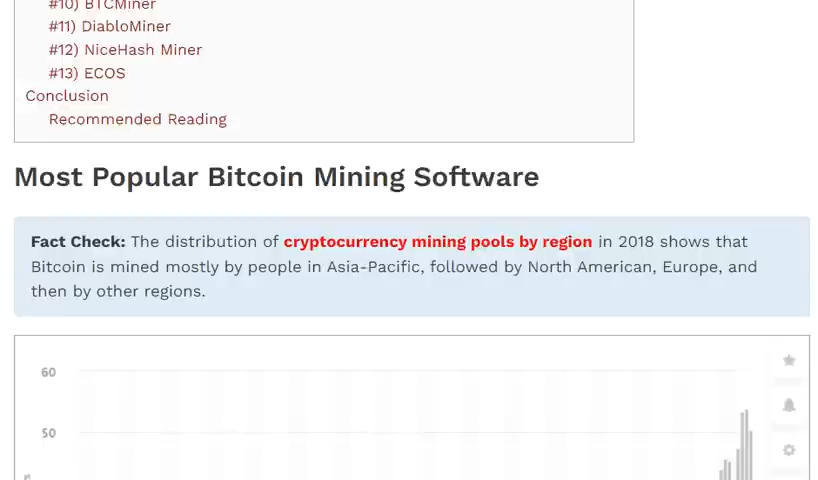 #10) BTCMiner
#11) DiabloMiner
#12) NiceHash Miner
#13) ECOS
Conclusion
Recommended Reading
Most Popular Bitcoin Mining Software
Fact Check: The distribution of cryptocurrency mining pools by region in 2018 shows that
Bitcoin is mined mostly by people in Asia-Pacific, followed by North American, Europe, and
then by other regions.
60
50